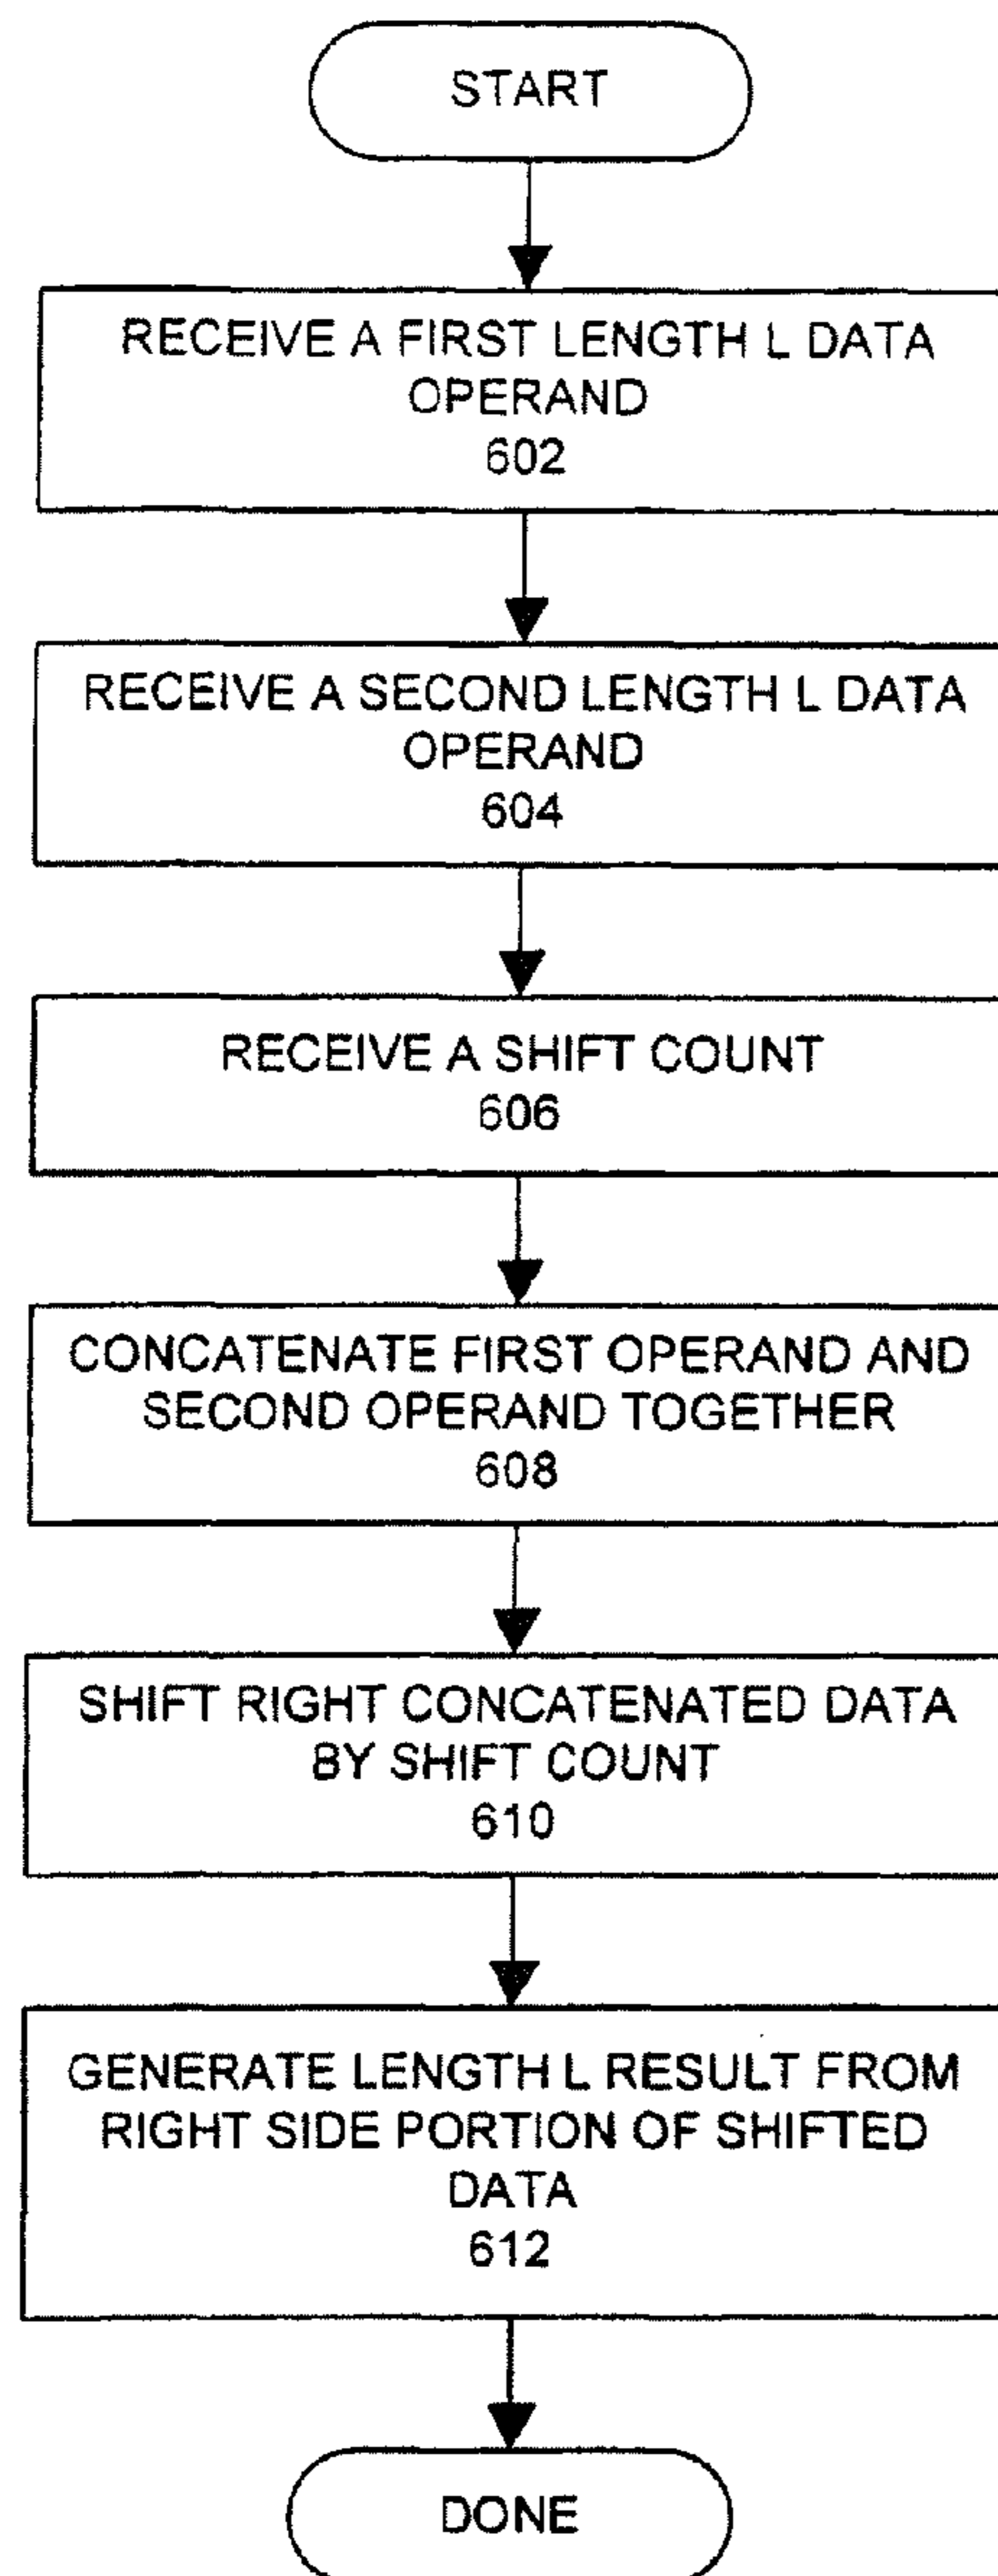 START
RECEIVE A FIRST LENGTH L DATA
OPERAND
602
RECEIVE A SECOND LENGTH L DATA
OPERAND
604
RECEIVE A SHIFT COUNT
606
CONCATENATE FIRST OPERAND AND
SECOND OPERAND TOGETHER
608
SHIFT RIGHT CONCATENATED DATA
BY SHIFT COUNT
610
GENERATE LENGTH L RESULT FROM
RIGHT SIDE PORTION OF SHIFTED
DATA
612
DONE